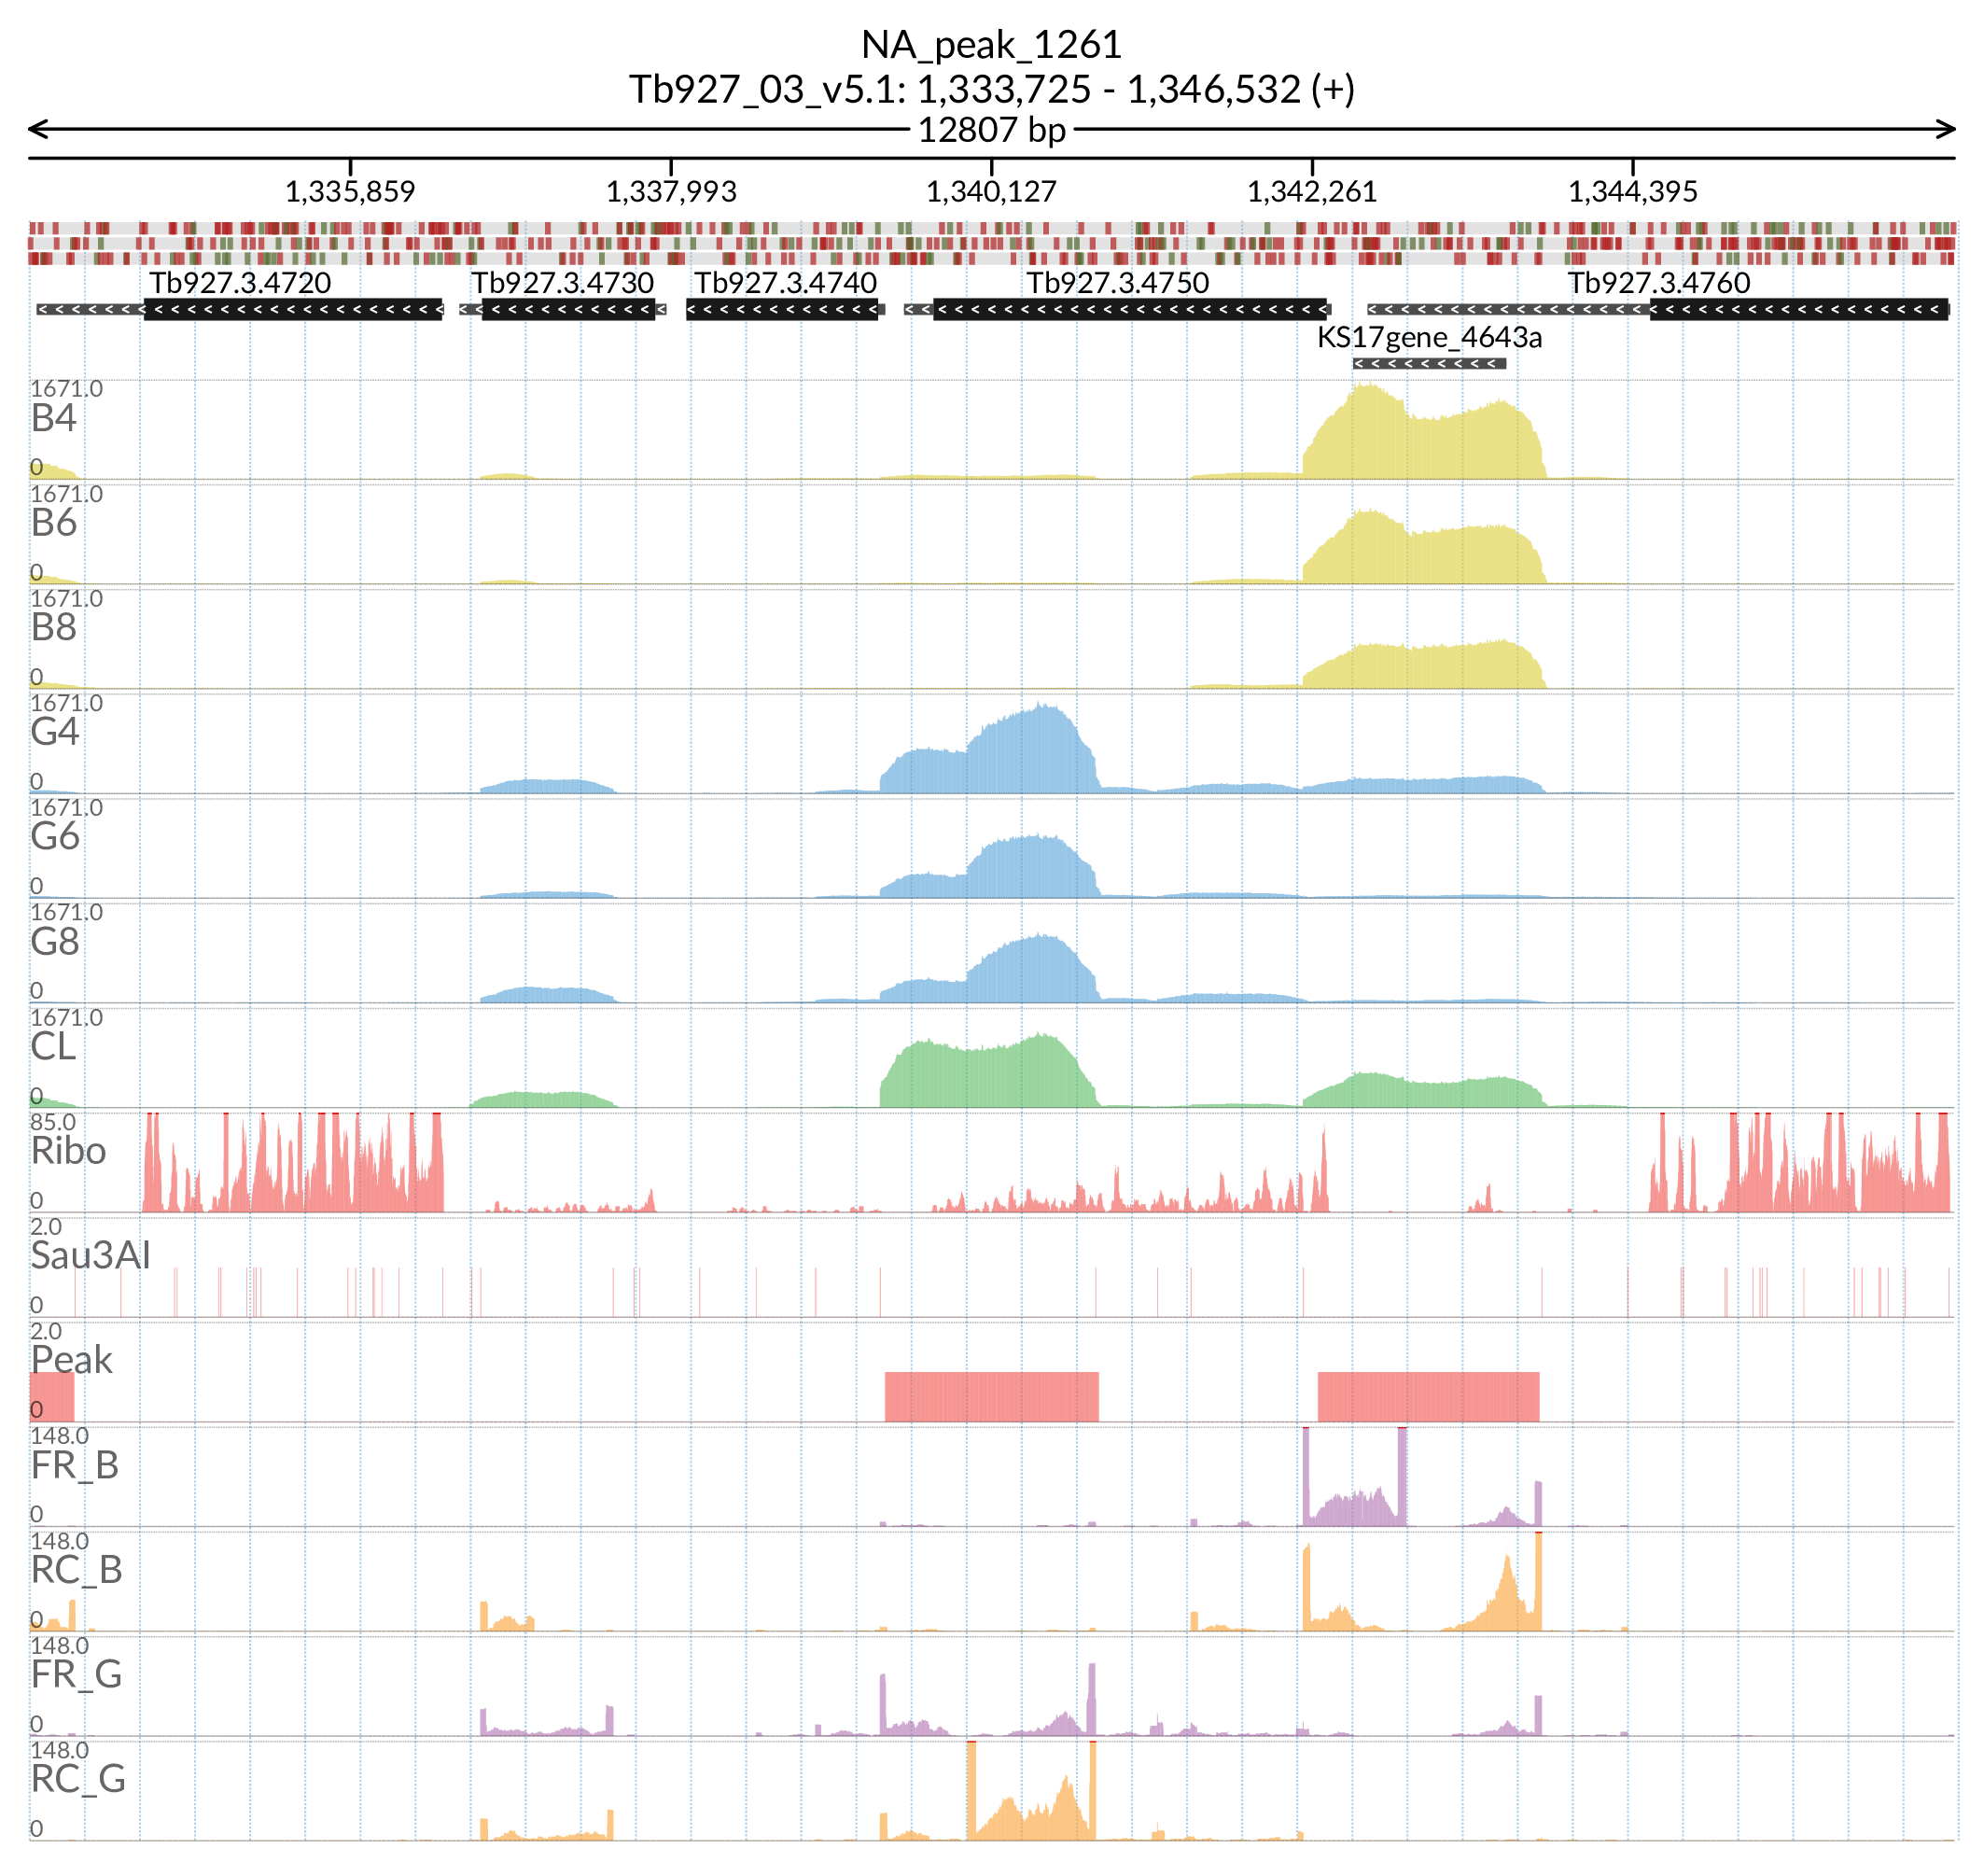 NA_peak_1261
Tb927_03_v5.1: 1,333,725 - 1,346,532 (+)
12807 bp
1,335,859 1,337,993 1,340,127 1,342,261 1,344,395
Tb927.3.4720 Tb927.3.4730 Tb927.3.4740 Tb927.3.4750 Tb927.3.4760
KS17gene_4643a
1671.0
B4
0
1671.0
B6
0
1671.0
B8
0
1671.0
G4
0
1671.0
G6
0
1671.0
G8
0
1671.0
CL
0
85.0
Ribo
0
2.0
Sau3AI
0
2.0
Peak
0
148.0
FR_B
0
148.0
RC_B
0
148.0
FR_G
0
148.0
RC_G
0